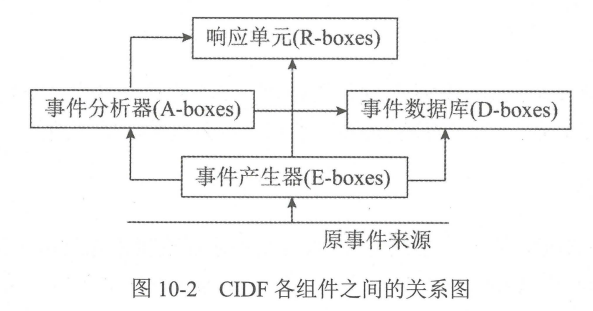 响应单元(R-boxes)
事件分析器(A-boxes)
事件数据库(D-boxes)
事件产生器(E-boxes)
原事件来源
图 10-2 CIDF 各组件之间的关系图